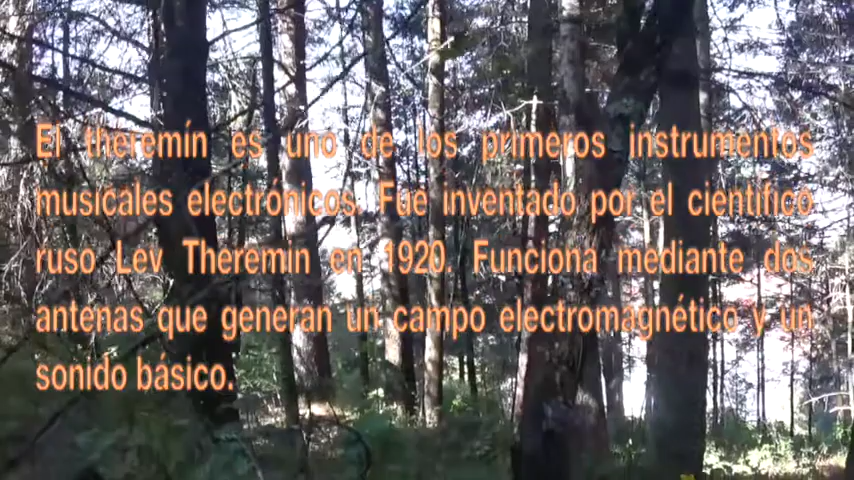 El theremín es uno de los primeros instrumentos
musicales electrónicos. Fue inventado por el científico
ruso Lev Theremin en 1920. Funciona mediante dos
antenas que generan un campo electromagnético y un
sonido básico.